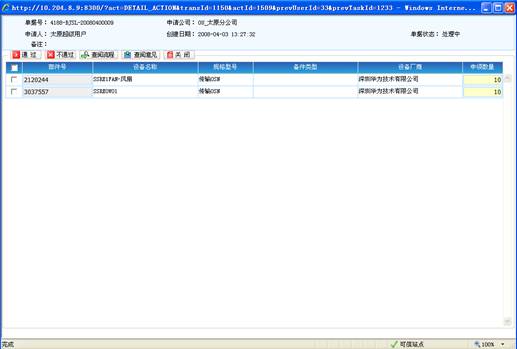 http://10.204.8.9:8300/?act=DETAIL_ACTION&transId=1150&actId=1509&prevUserId=33&prevTaskId=1233 - Windows Interne...
单据号： 4188-BJSL-20080400009 申请公司： 08_太原分公司
申请人： 太原超级用户 创建日期： 2008-04-03 13:27:32 单据状态： 处理中
备注：
通 过 不通过 查阅流程 查阅意见 关 闭
部件号 设备名称 规格型号 备件类型 设备厂商 申领数量
2120244 SSRE1FAN-风扇 传输OSN 深圳华为技术有限公司 10
3037557 传输OSN 深圳华为技术有限公司 10
完成 可信站点 100%